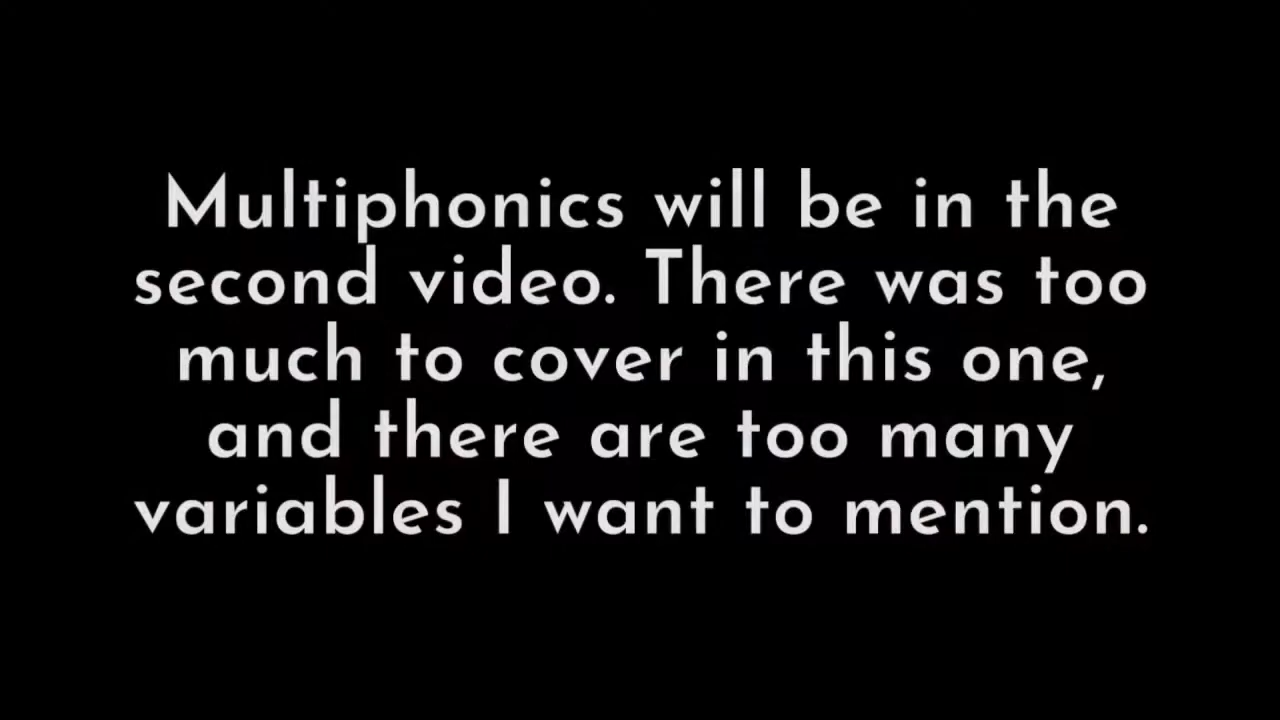 Multiphonics will be in the
second video. There was too
much to cover in this one,
and there are too many
variables I want to mention.